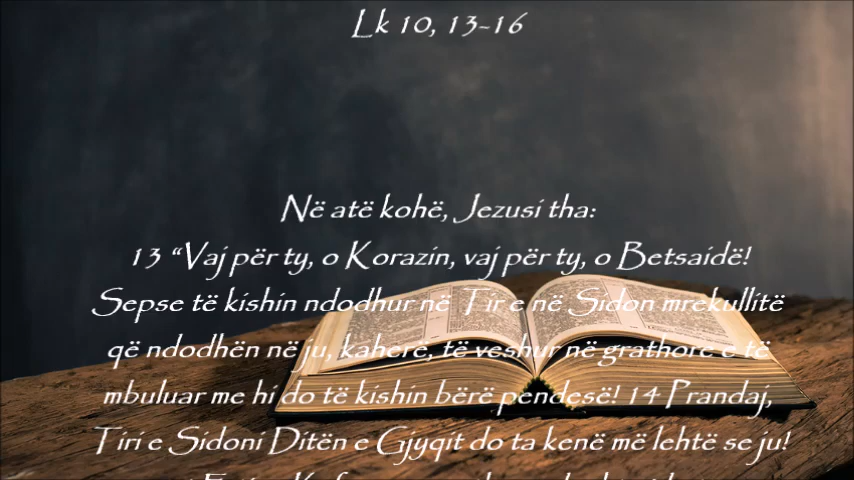 Lk 10, 13-16
Në atë kohë, Jezusi tha:
13 “Vaj për ty, o Korazin, vaj për ty, o Betsaidë!
Sepse të kishin ndodhur në Tir e në Sidon mrekullitë
që ndodhën në ju, kaherë, të veshur në grathore e të
mbuluar me hi do të kishin bërë pendesë! 14 Prandaj,
Tiri e Sidoni Ditën e Gjyqit do ta kenë më lehtë se ju!